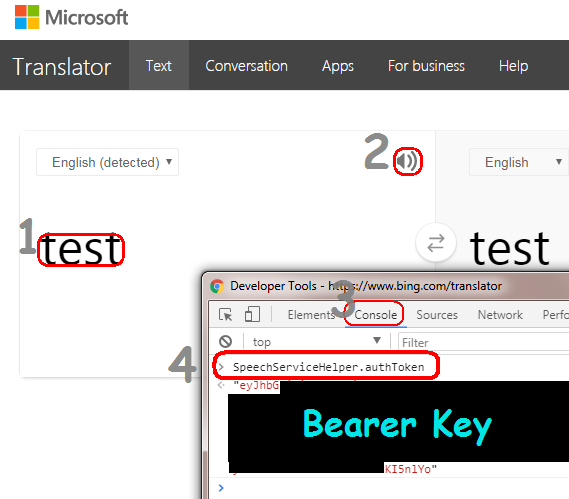 Microsoft
Translator Text Conversation Apps For business Help
2
English (detected) English
1 test test
Developer Tools - https://www.bing.com/translator
3
Elements Console Sources Network
top Filter
4
SpeechServiceHelper.authToken
"eyJhbG
Bearer Key
KI5nlYo"